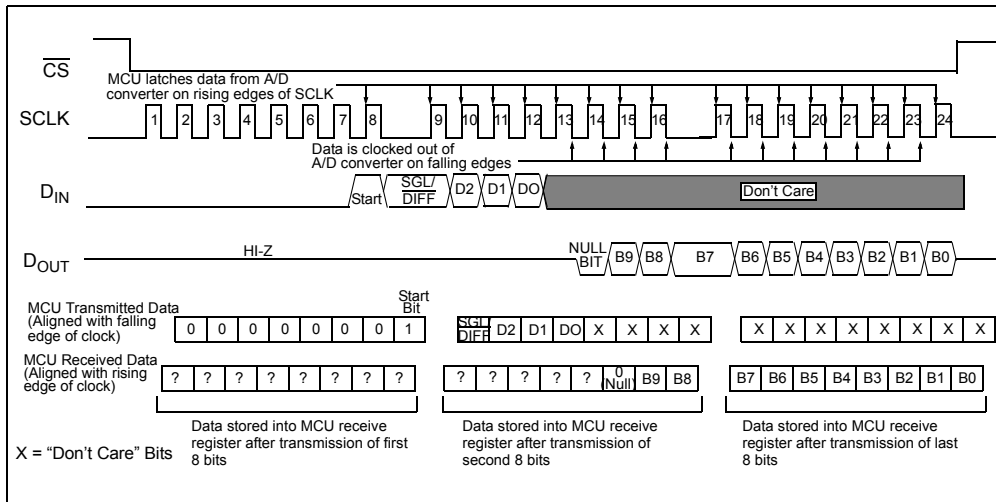 CS
MCU latches data from A/D
converter on rising edges of SCLK
SCLK
1 2 3 4 5 6 7 8 9 10 11 12 13 14 15 16 17 18 19 20 21 22 23 24
Data is clocked out of
A/D converter on falling edges
DIN
Start SGL/DIFF D2 D1 DO Don't Care
HI-Z
DOUT
NULL BIT B9 B8 B7 B6 B5 B4 B3 B2 B1 B0
Start
Bit
MCU Transmitted Data
(Aligned with falling
edge of clock)
0 0 0 0 0 0 0 1 SGL/DIFF D2 D1 DO X X X X X X X X X X X X
MCU Received Data
(Aligned with rising
edge of clock)
? ? ? ? ? ? ? ? ? ? ? ? ? 0 (Null) B9 B8 B7 B6 B5 B4 B3 B2 B1 B0
Data stored into MCU receive
register after transmission of first
8 bits
Data stored into MCU receive
register after transmission of
second 8 bits
Data stored into MCU receive
register after transmission of last
8 bits
X = “Don’t Care” Bits